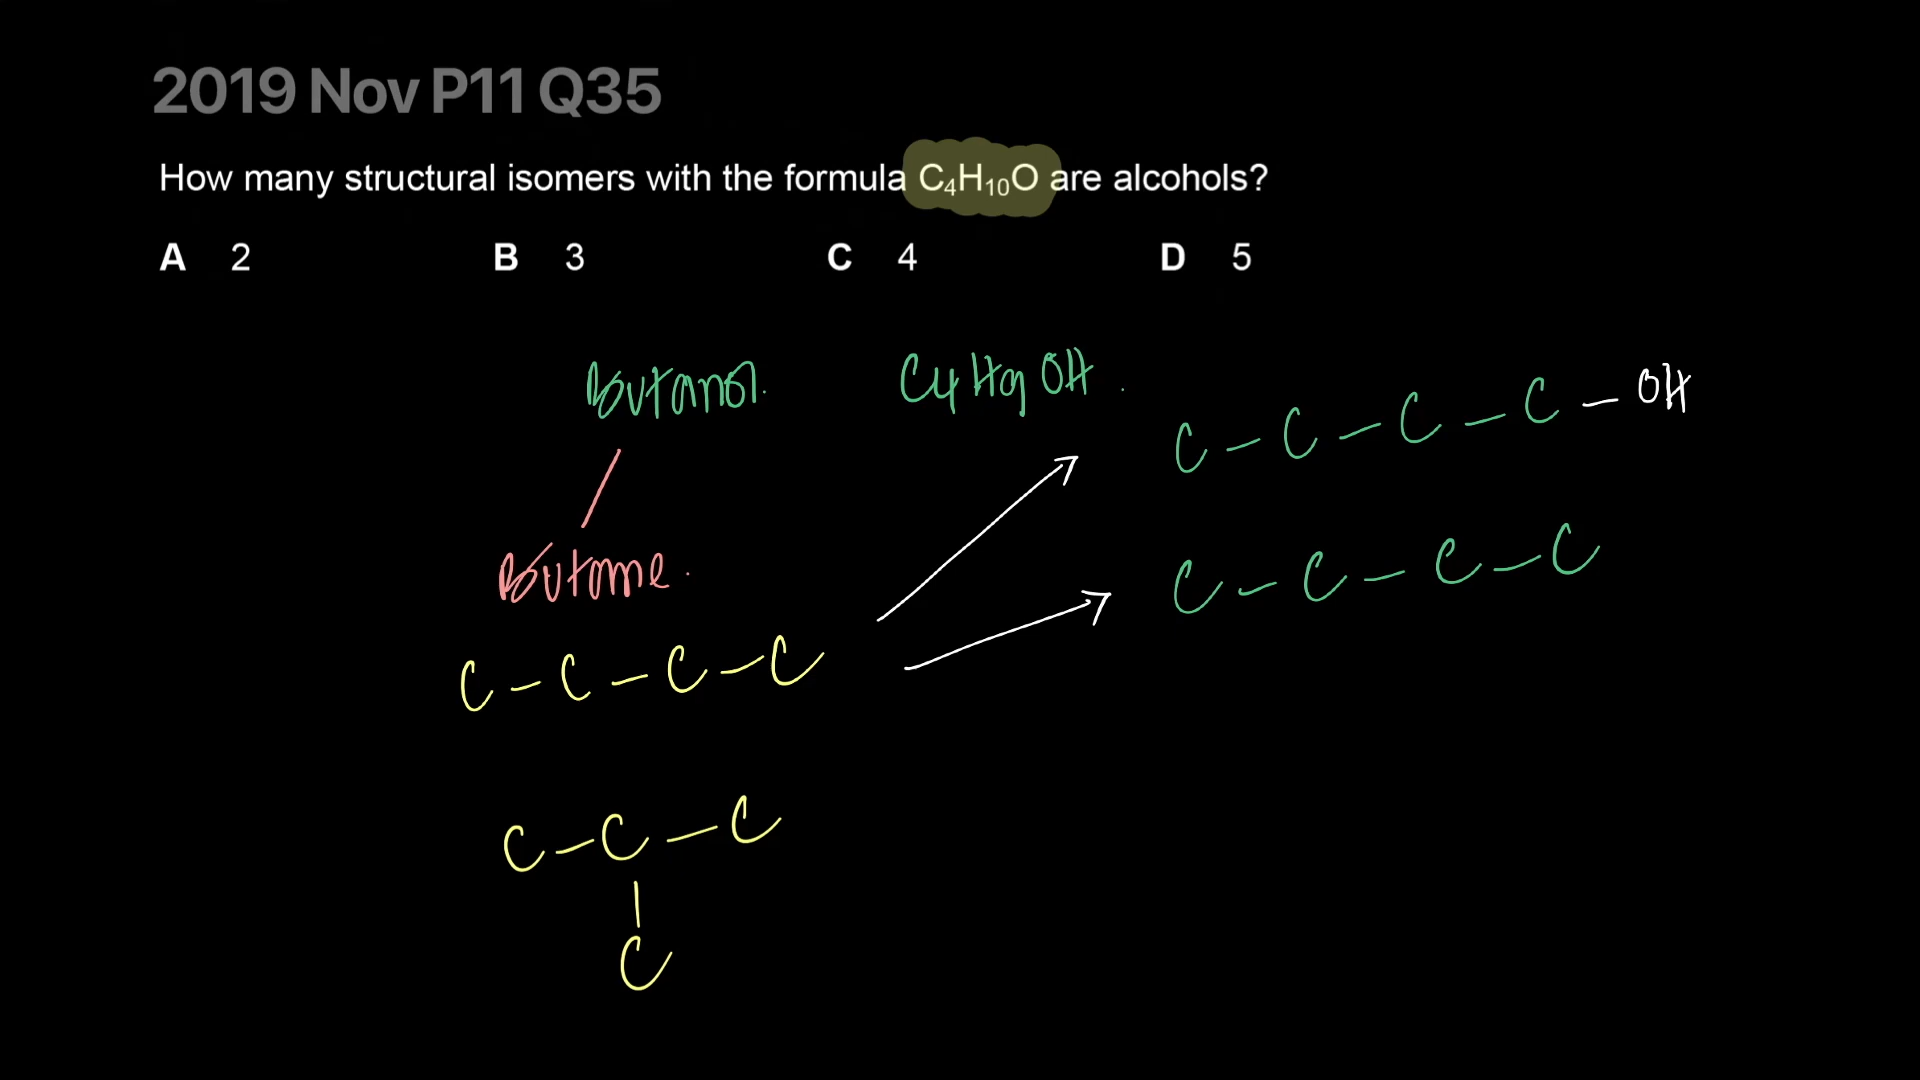 2019 Nov P11 Q35
How many structural isomers with the formula C₄H₁₀O are alcohols?
A 2 B 3 C 4 D 5
Butanol. C4H9OH.
C-C-C-C-OH
Butane.
C-C-C-C
C-C-C-C
C-C-C
C